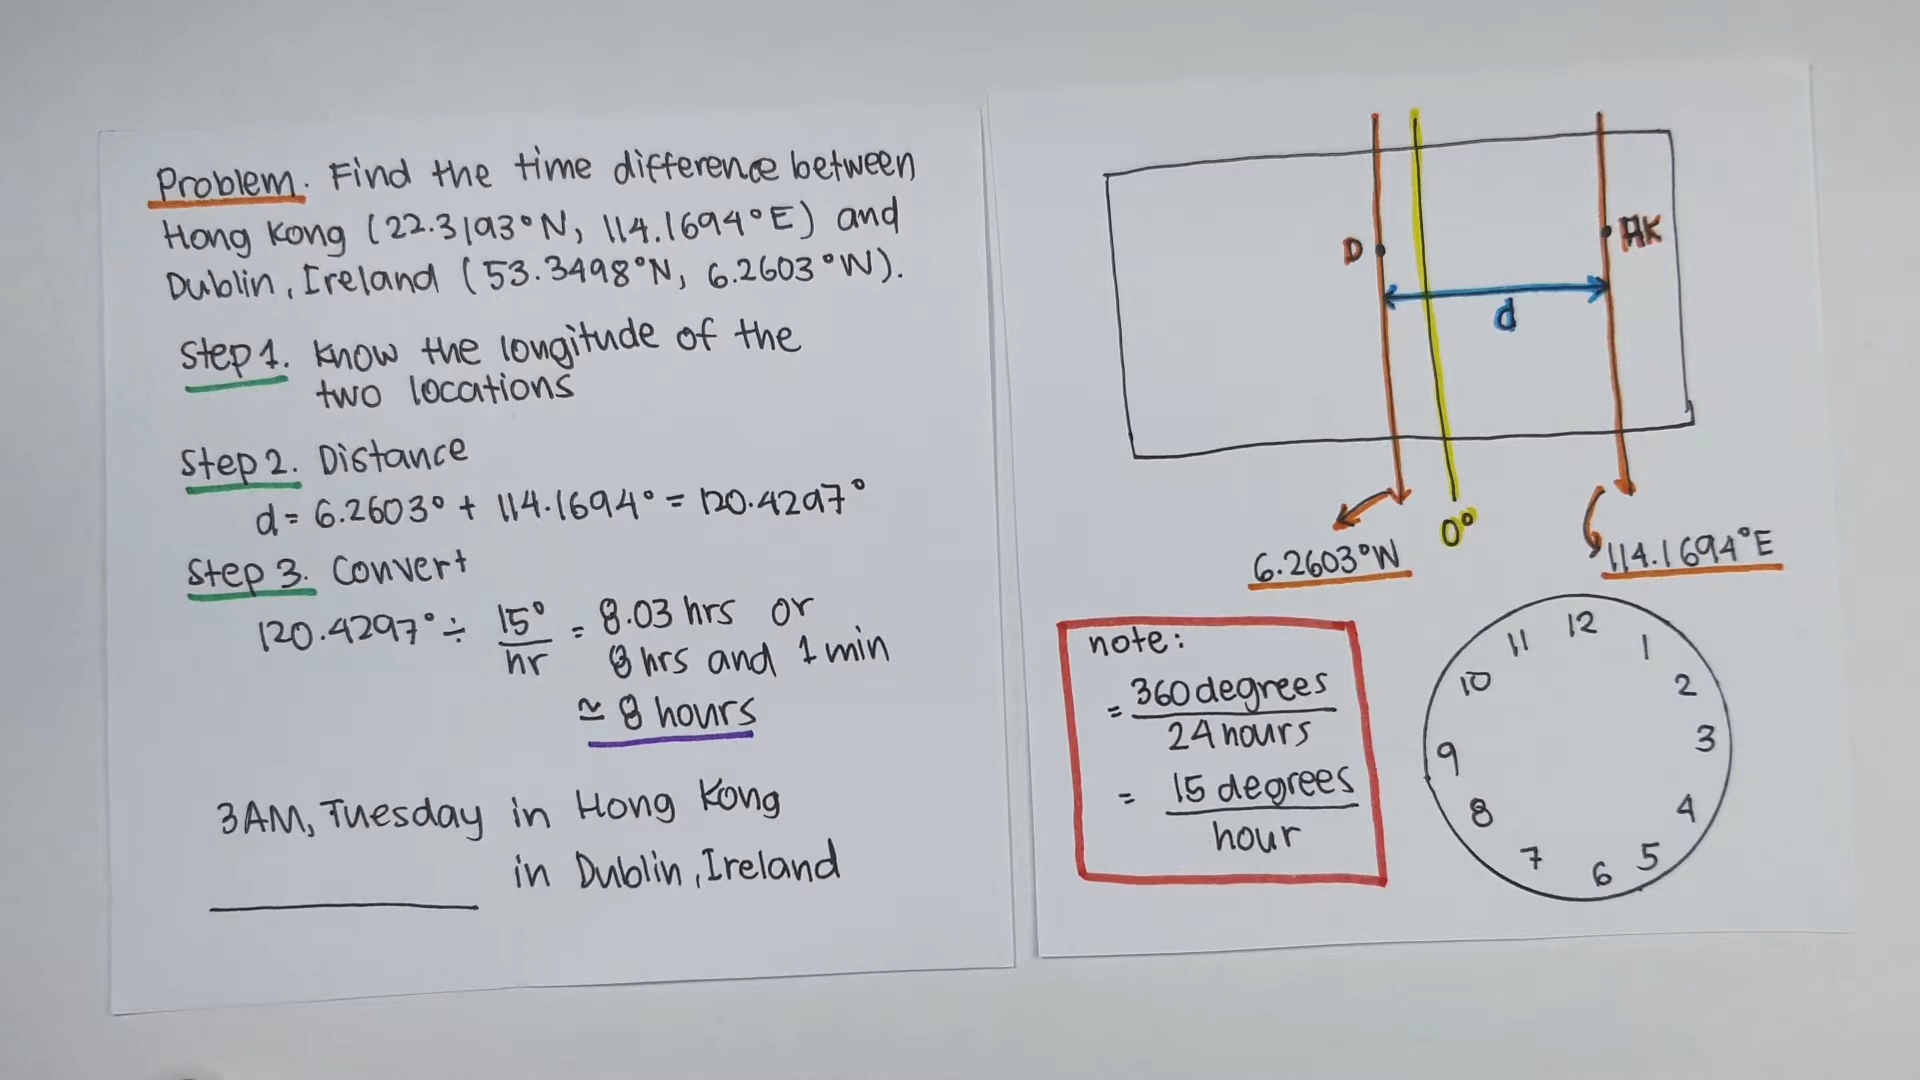 Problem. Find the time difference between
Hong Kong (22.3193°N, 114.1694°E) and
Dublin, Ireland (53.3498°N, 6.2603°W).
Step 1. Know the longitude of the
two locations
Step 2. Distance
d = 6.2603° + 114.1694° = 120.4297°
Step 3. Convert
120.4297° ÷ 15°/hr = 8.03 hrs or
8 hrs and 1 min
≃ 8 hours
3AM, Tuesday in Hong Kong
in Dublin, Ireland
D
HK
d
6.2603°W
0°
114.1694°E
note:
= 360 degrees
24 hours
= 15 degrees
hour
12
1
2
3
4
5
6
7
8
9
10
11